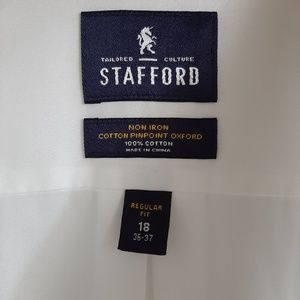 TAILORED CULTURE
STAFFORD
NON IRON
COTTON PINPOINT OXFORD
100% COTTON
MADE IN CHINA
REGULAR
FIT
18
36-37